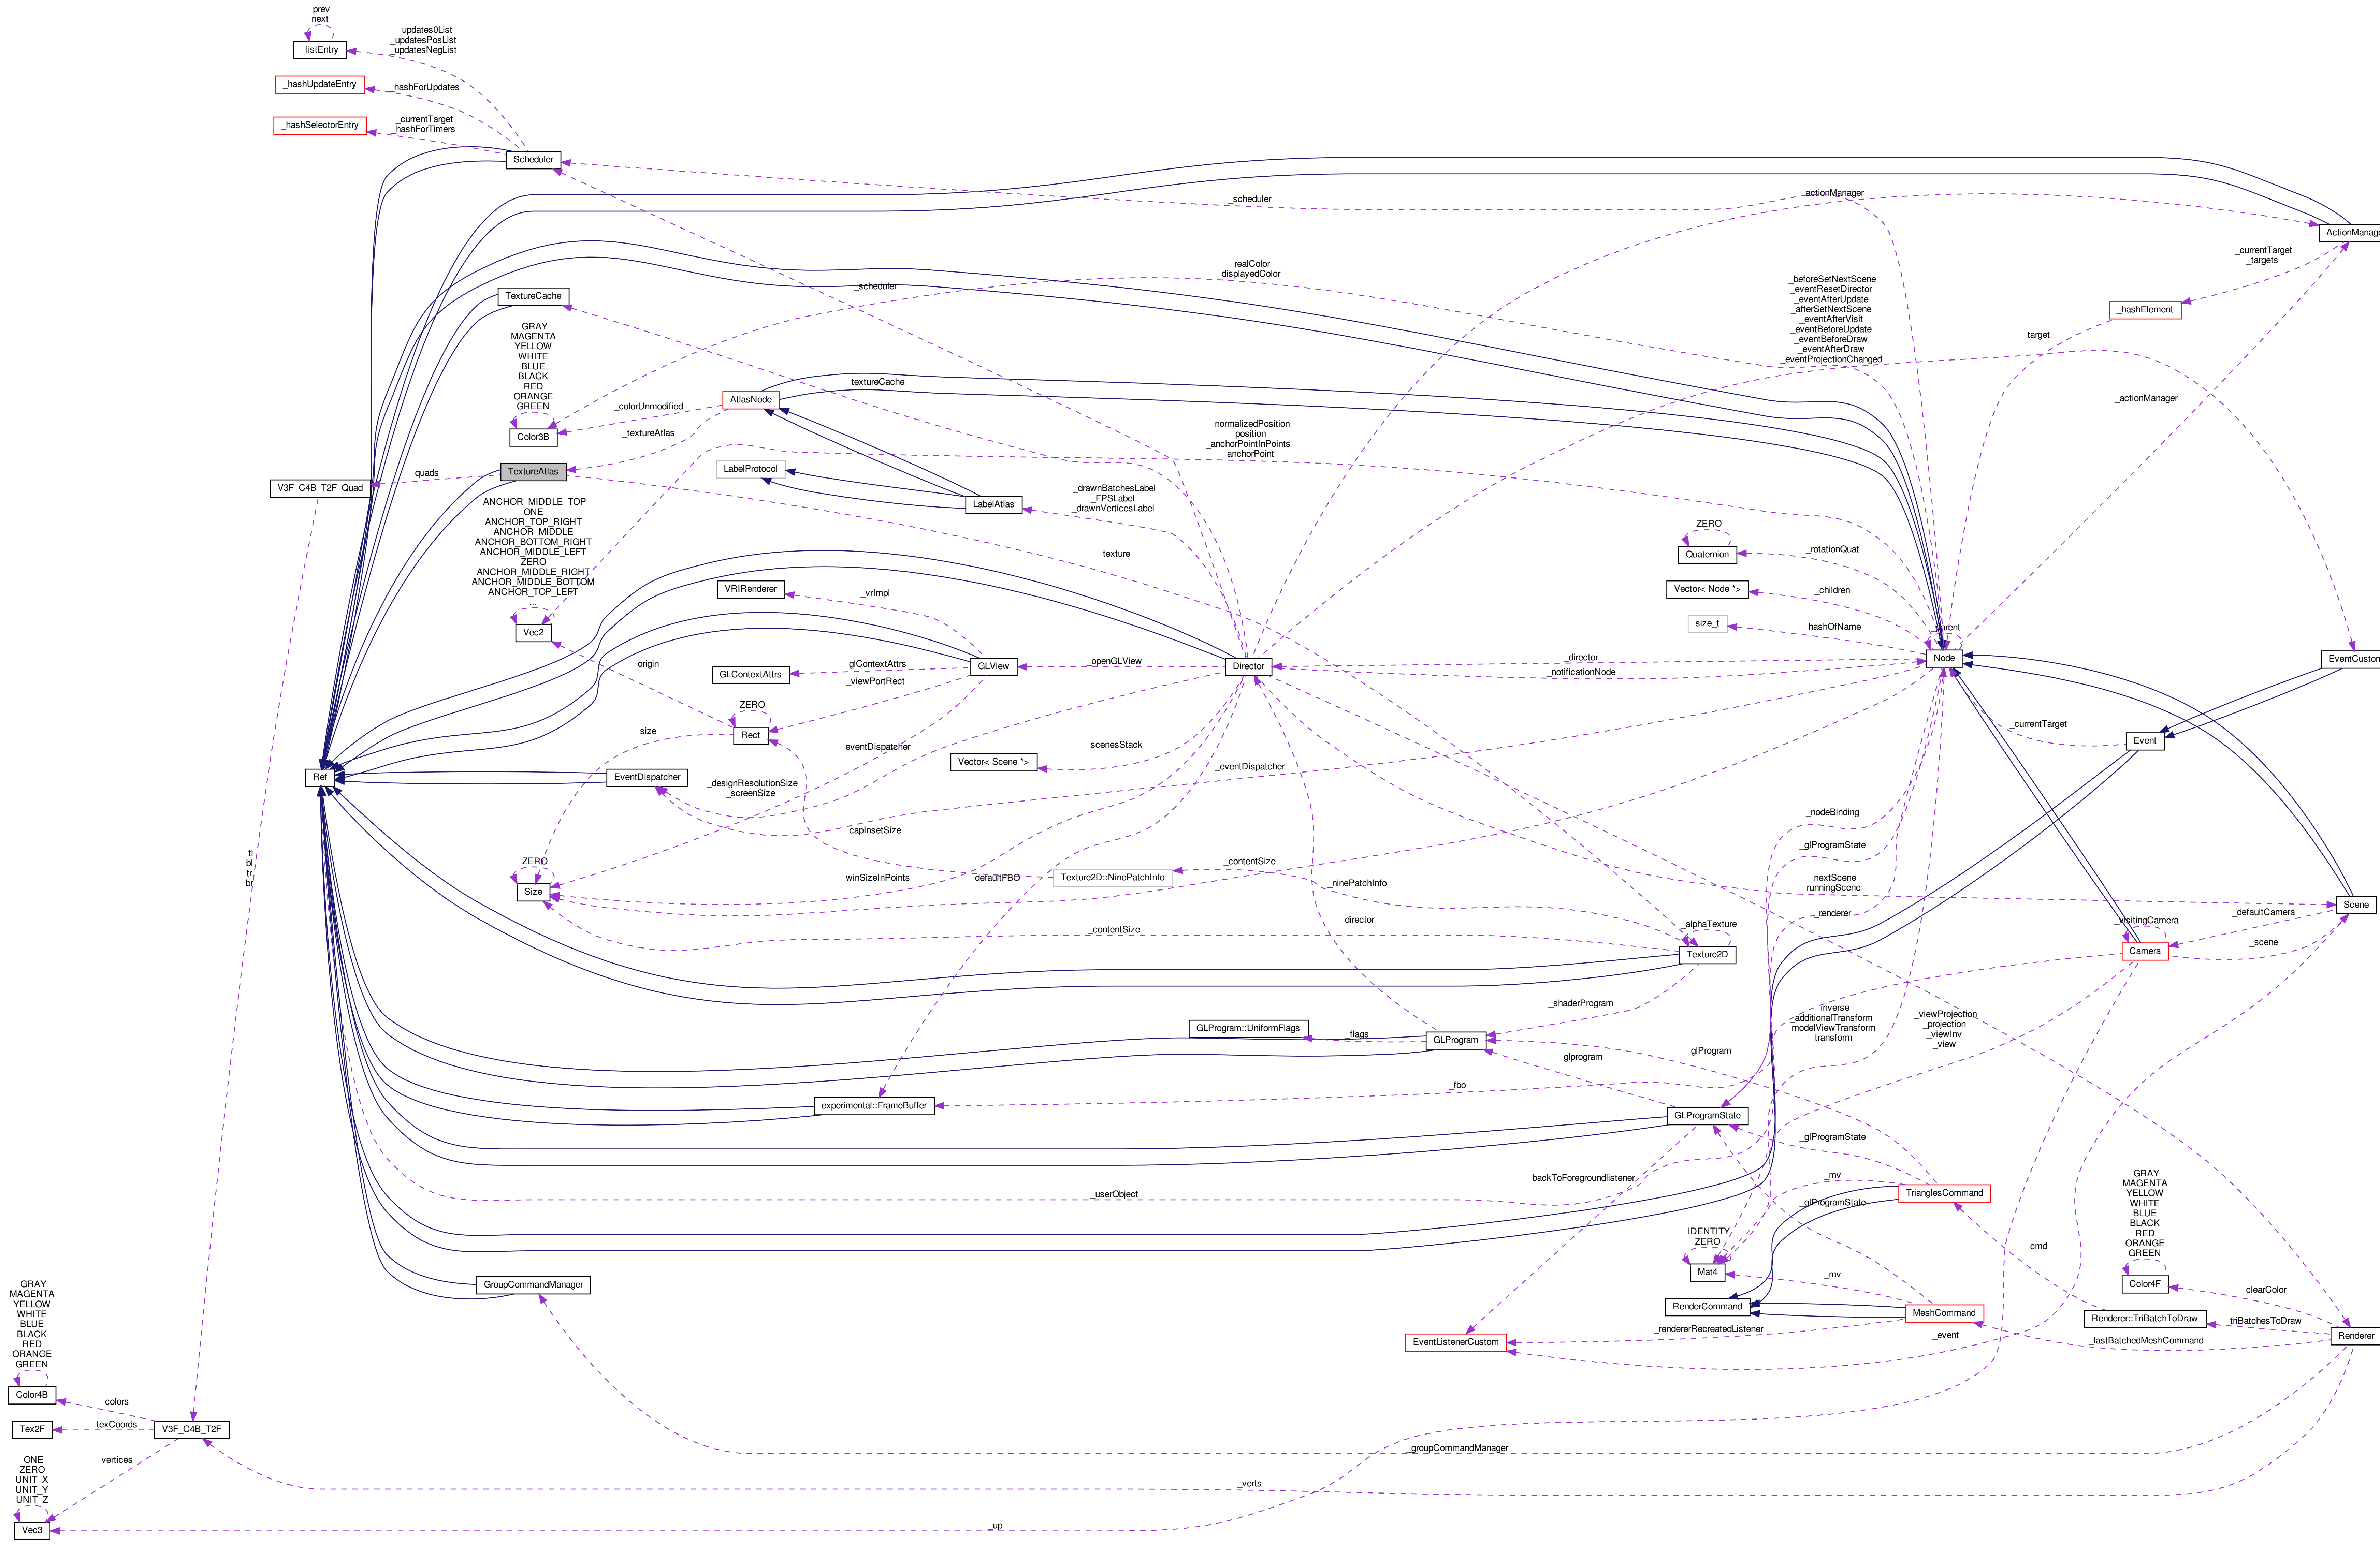 prev
next
_listEntry
_updates0List
_updatesPosList
_updatesNegList
_hashUpdateEntry
_hashForUpdates
_hashSelectorEntry
_currentTarget
_hashForTimers
Scheduler
_scheduler
_actionManager
ActionManage
_currentTarget
_targets
_hashElement
target
_actionManager
_realColor
_displayedColor
_scheduler
TextureCache
_textureCache
_beforeSetNextScene
_eventResetDirector
_eventAfterUpdate
_afterSetNextScene
_eventAfterVisit
_eventBeforeUpdate
_eventBeforeDraw
_eventAfterDraw
_eventProjectionChanged
GRAY
MAGENTA
YELLOW
WHITE
BLUE
BLACK
RED
ORANGE
GREEN
Color3B
AtlasNode
_colorUnmodified
_textureAtlas
_normalizedPosition
_position
_anchorPointInPoints
_anchorPoint
TextureAtlas
_quads
V3F_C4B_T2F_Quad
LabelProtocol
LabelAtlas
_drawnBatchesLabel
_FPSLabel
_drawnVerticesLabel
ANCHOR_MIDDLE_TOP
ONE
ANCHOR_TOP_RIGHT
ANCHOR_MIDDLE
ANCHOR_BOTTOM_RIGHT
ANCHOR_MIDDLE_LEFT
ZERO
ANCHOR_MIDDLE_RIGHT
ANCHOR_MIDDLE_BOTTOM
ANCHOR_TOP_LEFT
...
Vec2
_texture
ZERO
Quaternion
_rotationQuat
Vector< Node *>
_children
size_t
_hashOfName
_parent
Node
VRIRenderer
_vrImpl
GLContextAttrs
_glContextAttrs
GLView
_openGLView
Director
_director
_notificationNode
EventCustom
origin
_viewPortRect
ZERO
Rect
size
_eventDispatcher
Vector< Scene *>
_scenesStack
_eventDispatcher
_currentTarget
Event
Ref
EventDispatcher
_designResolutionSize
_screenSize
capInsetSize
_nodeBinding
_glProgramState
ZERO
Size
_winSizeInPoints
_defaultFBO
Texture2D::NinePatchInfo
_contentSize
_ninePatchInfo
_nextScene
_runningScene
_renderer
Scene
_defaultCamera
_visitingCamera
Camera
_scene
_director
_contentSize
_alphaTexture
Texture2D
_shaderProgram
tl
bl
tr
br
GLProgram::UniformFlags
flags
GLProgram
_inverse
_additionalTransform
_modelViewTransform
_transform
_viewProjection
_projection
_viewInv
_view
_glprogram
_glProgram
_fbo
experimental::FrameBuffer
GLProgramState
_glProgramState
_backToForegroundlistener
_userObject
_mv
_glProgramState
TrianglesCommand
GRAY
MAGENTA
YELLOW
WHITE
BLUE
BLACK
RED
ORANGE
GREEN
Color4F
cmd
_clearColor
IDENTITY
ZERO
Mat4
_mv
RenderCommand
MeshCommand
Renderer::TriBatchToDraw
_triBatchesToDraw
Renderer
_lastBatchedMeshCommand
EventListenerCustom
_rendererRecreatedListener
_event
GroupCommandManager
GRAY
MAGENTA
YELLOW
WHITE
BLUE
BLACK
RED
ORANGE
GREEN
Color4B
colors
Tex2F
texCoords
V3F_C4B_T2F
vertices
_groupCommandManager
_verts
ONE
ZERO
UNIT_X
UNIT_Y
UNIT_Z
Vec3
_up